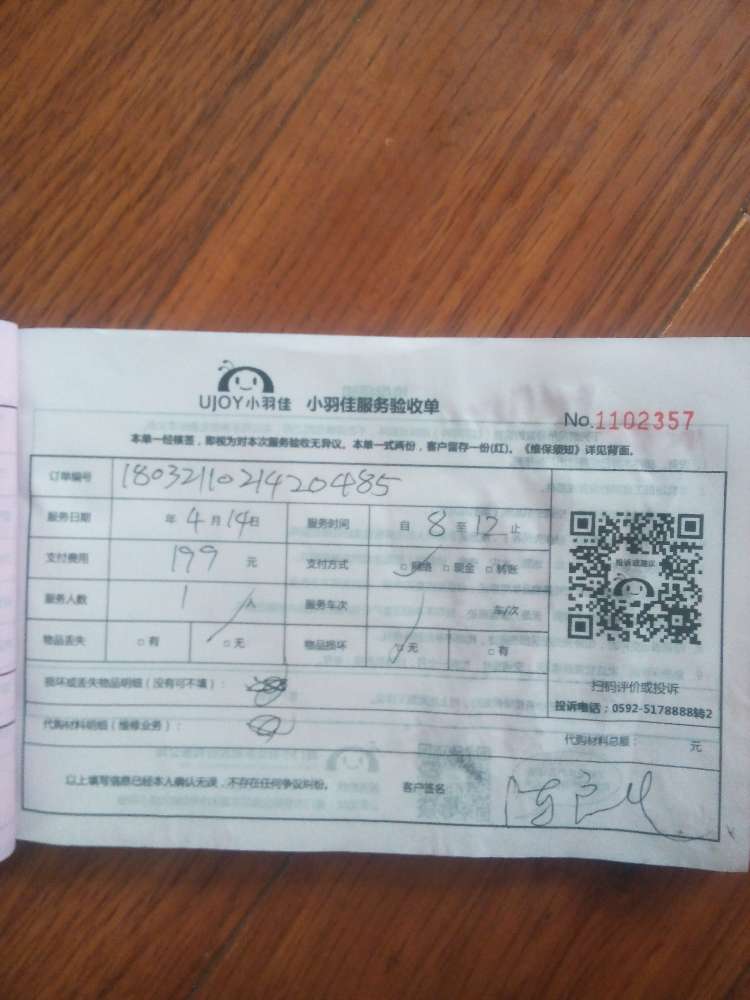 UJOY小羽佳 小羽佳服务验收单
No.1102357
本单一经核签，即视为对本次服务验收无异议。本单一式两份，客户留存一份(红)。《维保须知》详见背面。
订单编号 18032110214420485
服务日期 年 4 月 14 日 服务时间 自 8 至 12 止
支付费用 199 元 支付方式 □网络 □现金 □转账
服务人数 1 人 服务车次 车/次
物品丢失 □有 □无 物品损坏 □无 □有
投诉或建议
损坏或丢失物品明细（没有可不填）：
扫码评价或投诉
投诉电话：0592-5178888转2
代购材料明细（维修业务）： 代购材料总额： 元
以上填写信息已经本人确认无误，不存在任何争议纠纷。 客户签名